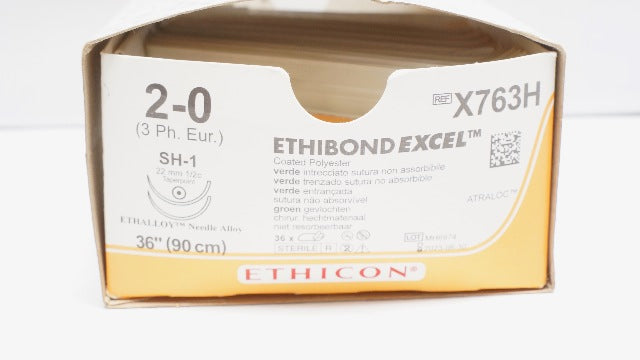 2-0
(3 Ph. Eur.)
SH-1
22 mm 1/2c
Taperpoint
ETHALLOY™ Needle Alloy
36" (90 cm)
REF X763H
ETHIBOND EXCEL™
Coated Polyester
verde intrecciato sutura non assorbibile
verde trenzado sutura no absorbible
verde entrançada
sutura não absorvível
groen gevlochten
chirur. hechtmateriaal
niet resorbeerbaar
ATRALOC™
36 x
STERILE R
LOT
ETHICON®